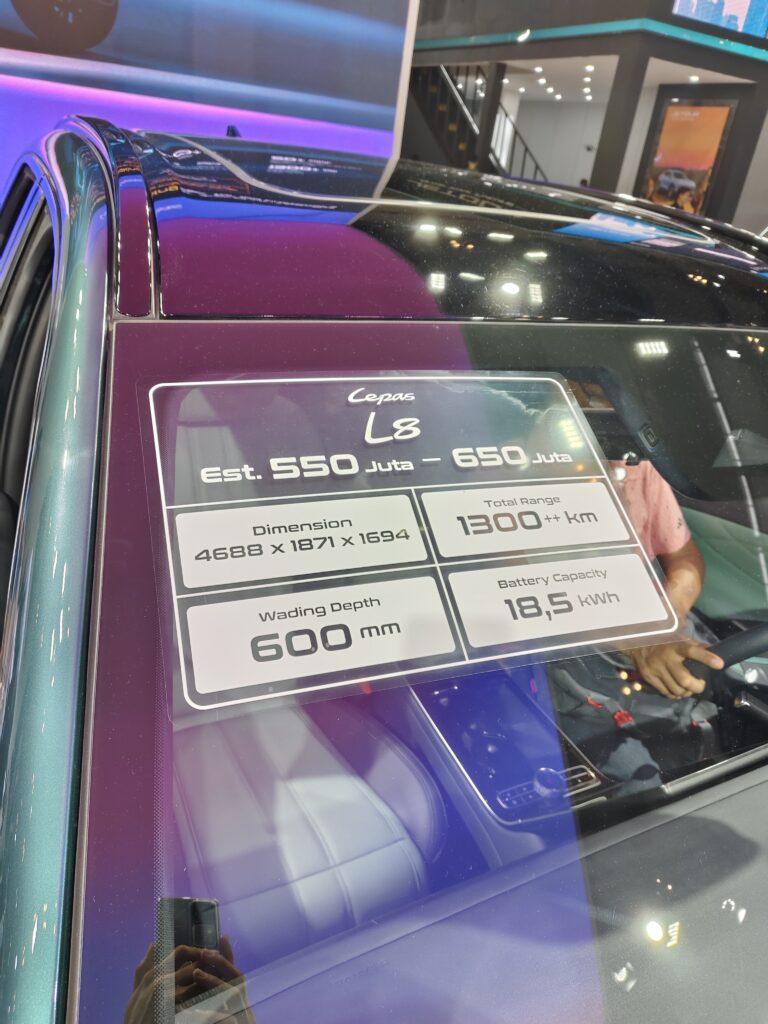 Lepas
L8
Est. 550 Juta – 650 Juta
Dimension
4688 x 1871 x 1694
Total Range
1300++ km
Wading Depth
600 mm
Battery Capacity
18,5 kWh